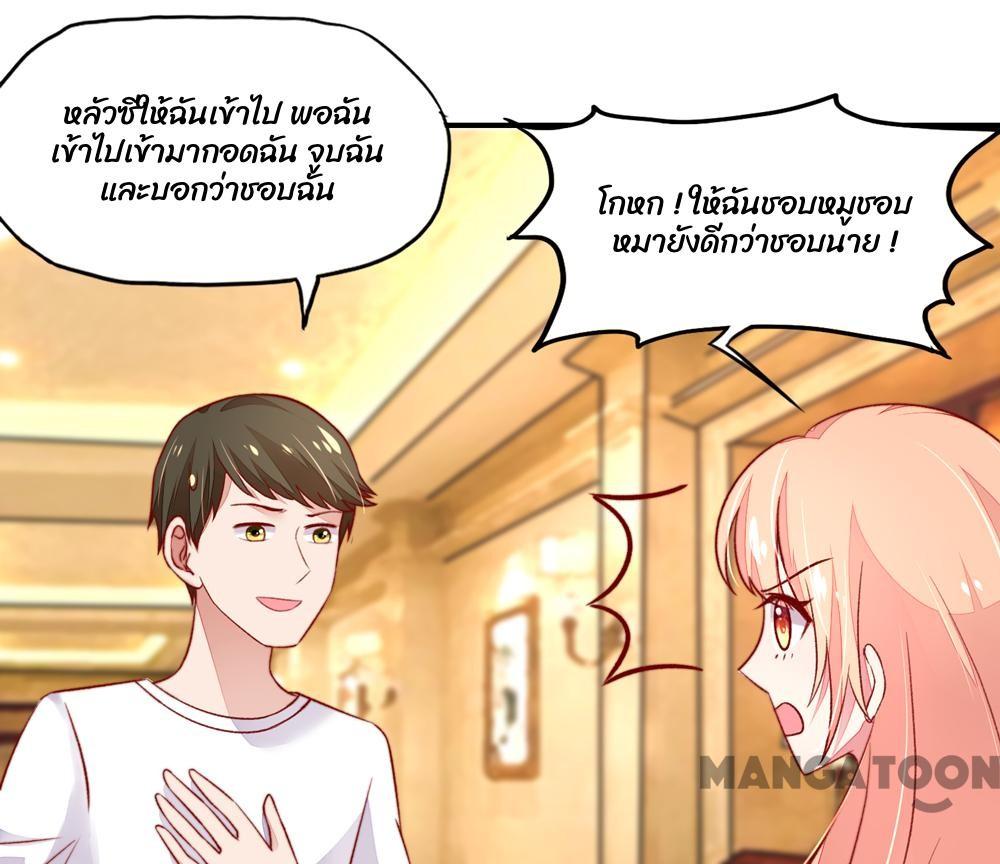 หลัวซีให้ฉันเข้าไป พอฉัน
เข้าไปเข้ามากอดฉัน จูบฉัน
และบอกว่าชอบฉัน
โกหก ! ให้ฉันชอบหมูชอบ
หมายังดีกว่าชอบนาย !
MANGATOON